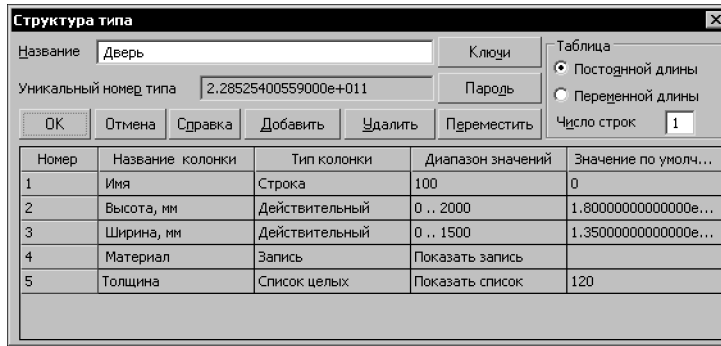 Структура типа
Название Дверь Ключи Таблица
Уникальный номер типа 2.28525400559000e+011 Пароль Постоянной длины
Переменной длины
ОК Отмена Справка Добавить Удалить Переместить Число строк 1
Номер Название колонки Тип колонки Диапазон значений Значение по умолч...
1 Имя Строка 100 0
2 Высота, мм Действительный 0 .. 2000 1.80000000000000e...
3 Ширина, мм Действительный 0 .. 1500 1.35000000000000e...
4 Материал Запись Показать запись
5 Толщина Список целых Показать список 120